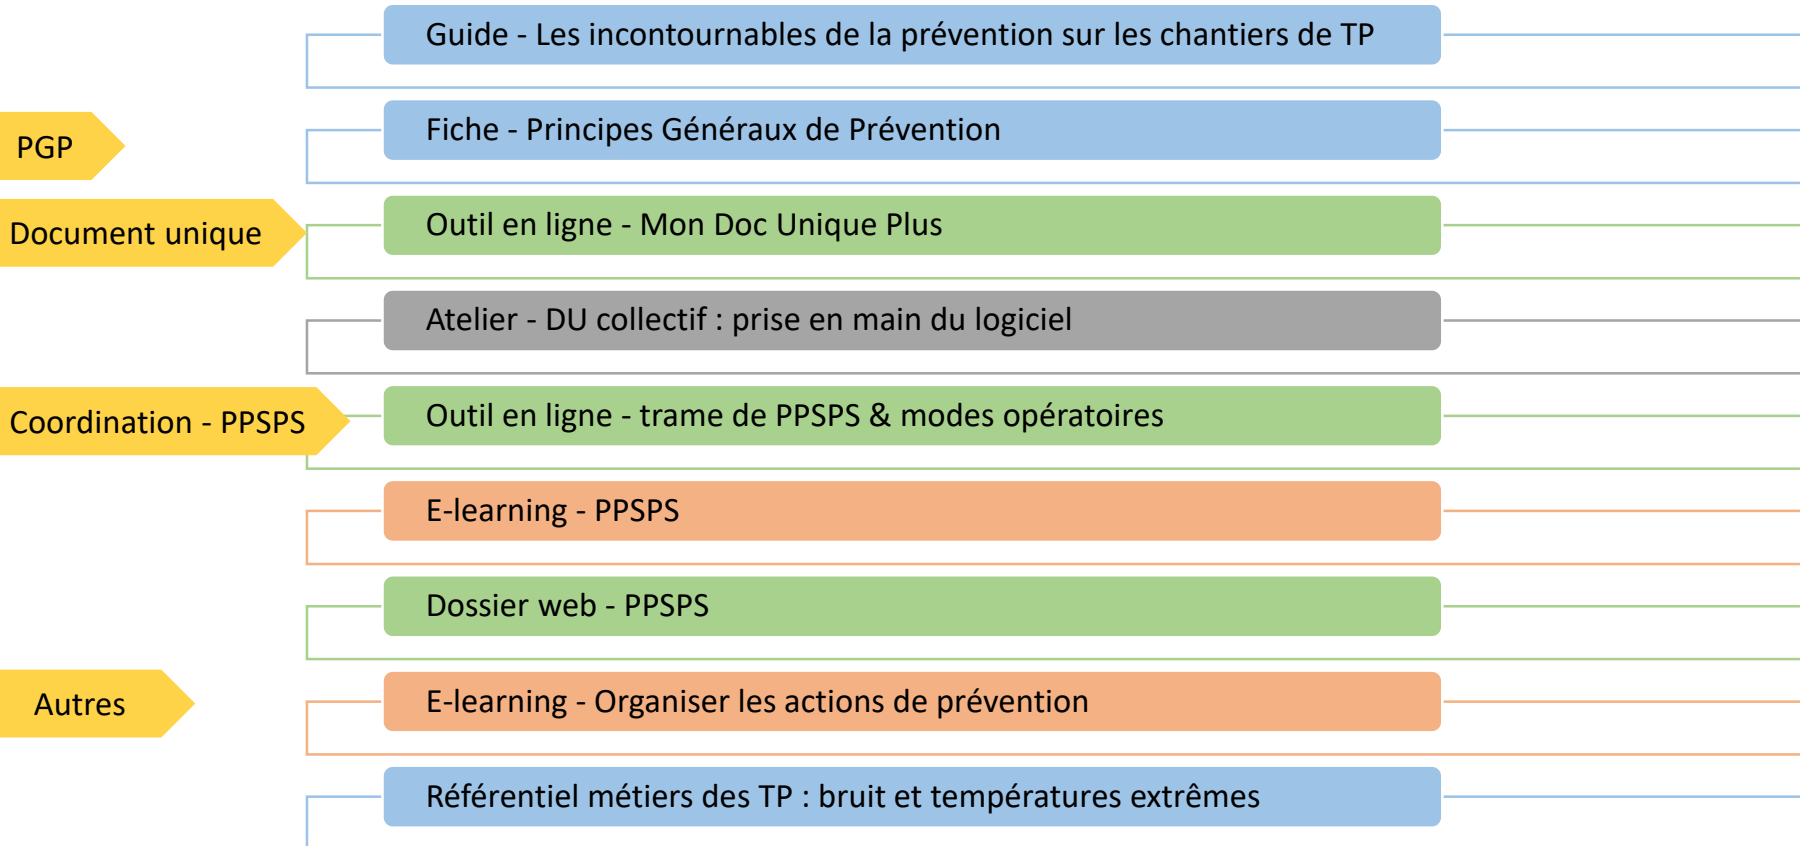 Guide - Les incontournables de la prévention sur les chantiers de TP
PGP
Fiche - Principes Généraux de Prévention
Document unique
Outil en ligne - Mon Doc Unique Plus
Atelier - DU collectif : prise en main du logiciel
Coordination - PPSPS
Outil en ligne - trame de PPSPS & modes opératoires
E-learning - PPSPS
Dossier web - PPSPS
Autres
E-learning - Organiser les actions de prévention
Référentiel métiers des TP : bruit et températures extrêmes